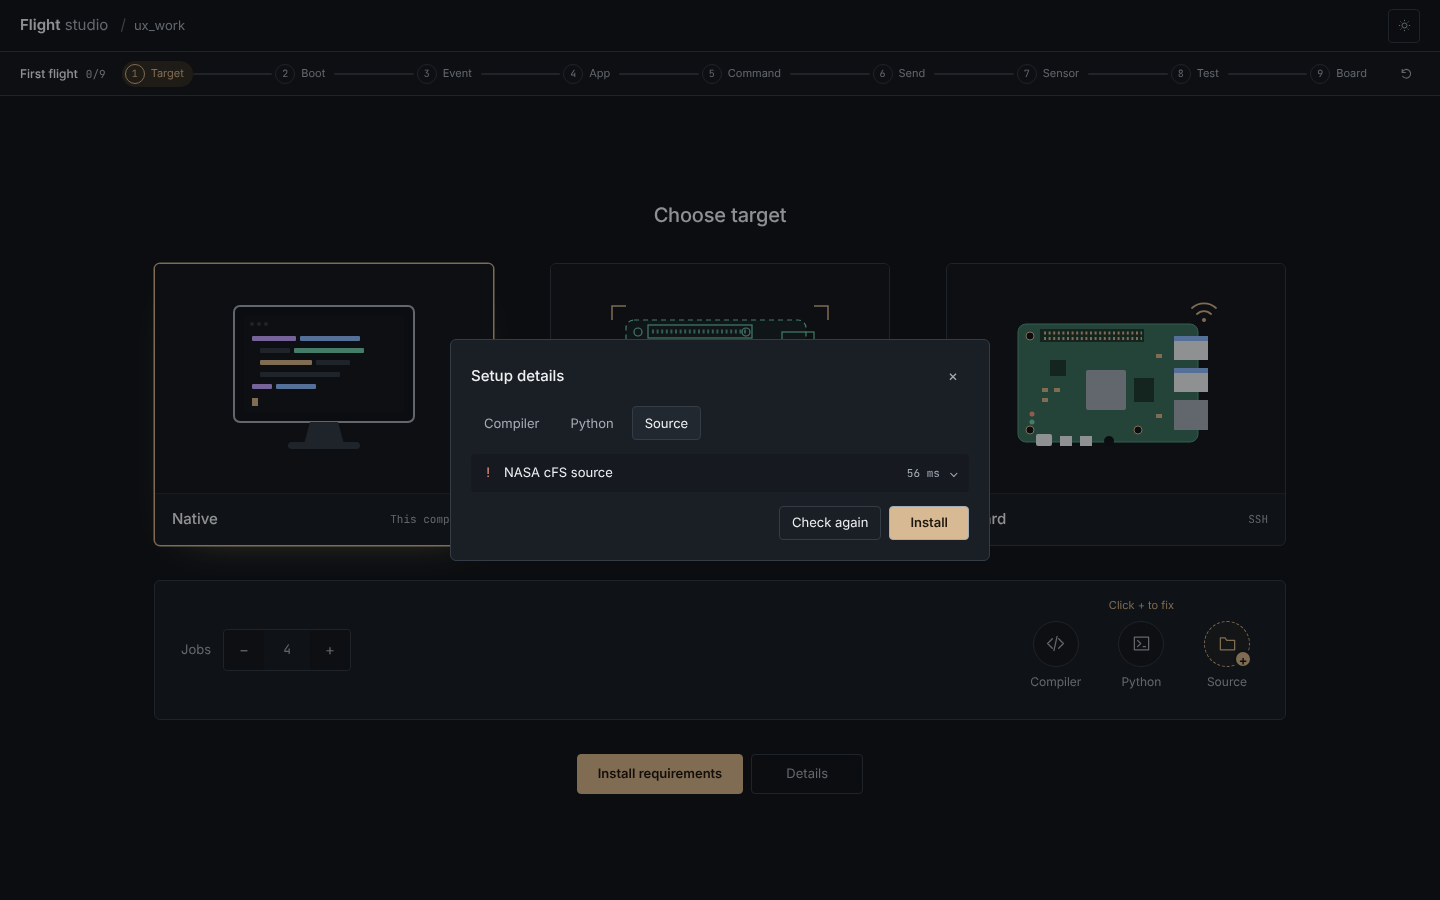 Flight studio / ux_work
First flight 0/9
1 Target
2 Boot
3 Event
4 App
5 Command
6 Send
7 Sensor
8 Test
9 Board
Choose target
Setup details ×
Compiler Python Source
! NASA cFS source 56 ms
Check again Install
Native This comp
rd SSH
Jobs − 4 +
Click + to fix
Compiler Python Source
Install requirements Details